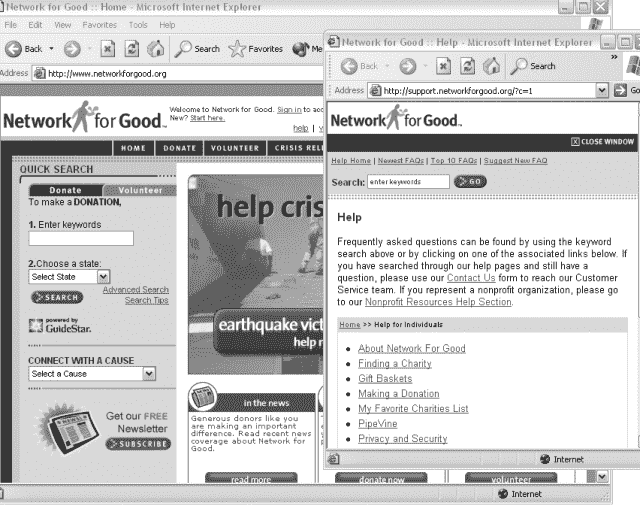 Network for Good :: Home - Microsoft Internet Explorer
File Edit View Favorites Tools Help
Back Search Favorites Me
Address http://www.networkforgood.org
Network for Good™
Welcome to Network for Good. Sign in to acc
New? Start here.
help | v
HOME DONATE VOLUNTEER CRISIS REL
QUICK SEARCH
Donate Volunteer
To make a DONATION,
1. Enter keywords
2.Choose a state:
Select State
SEARCH
Advanced Search
Search Tips
powered by
GuideStar.
CONNECT WITH A CAUSE
Select a Cause
NEWS
Get our FREE
Newsletter
SUBSCRIBE
help cris
earthquake vict
help n
in the news
Generous donors like you
are making an important
difference. Read recent news
coverage about Network for
Good.
read more
donate now
volunteer
Internet
Network for Good :: Help - Microsoft Internet Explorer
Back Search
Address http://support.networkforgood.org/?c=1 Go
Network for Good™
CLOSE WINDOW
Help Home | Newest FAQs | Top 10 FAQs | Suggest New FAQ
Search: enter keywords GO
Help
Frequently asked questions can be found by using the keyword
search above or by clicking on one of the associated links below. If
you have searched through our help pages and still have a
question, please use our Contact Us form to reach our Customer
Service team. If you represent a nonprofit organization, please go
to our Nonprofit Resources Help Section.
Home >> Help for Individuals
About Network For Good
Finding a Charity
Gift Baskets
Making a Donation
My Favorite Charities List
PipeVine
Privacy and Security
Internet